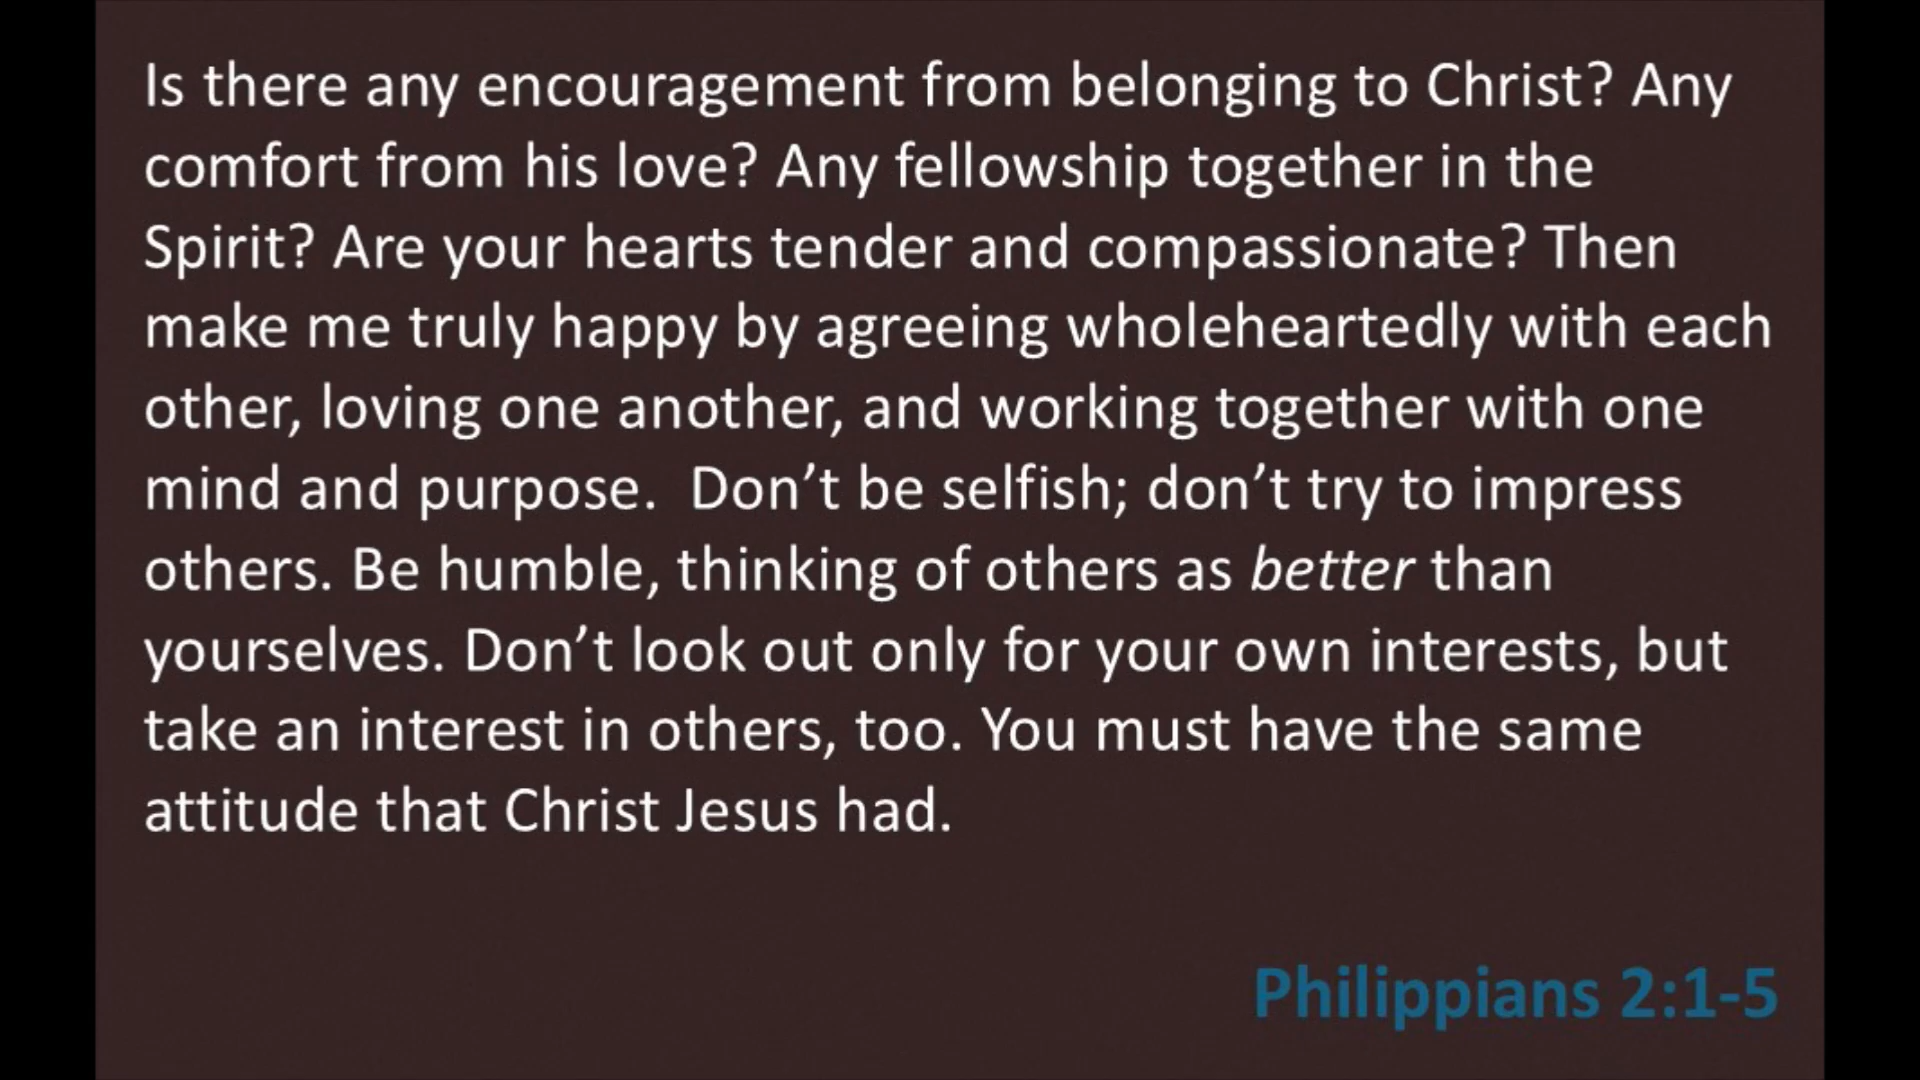 Is there any encouragement from belonging to Christ? Any
comfort from his love? Any fellowship together in the
Spirit? Are your hearts tender and compassionate? Then
make me truly happy by agreeing wholeheartedly with each
other, loving one another, and working together with one
mind and purpose.  Don’t be selfish; don’t try to impress
others. Be humble, thinking of others as better than
yourselves. Don’t look out only for your own interests, but
take an interest in others, too. You must have the same
attitude that Christ Jesus had.
Philippians 2:1-5